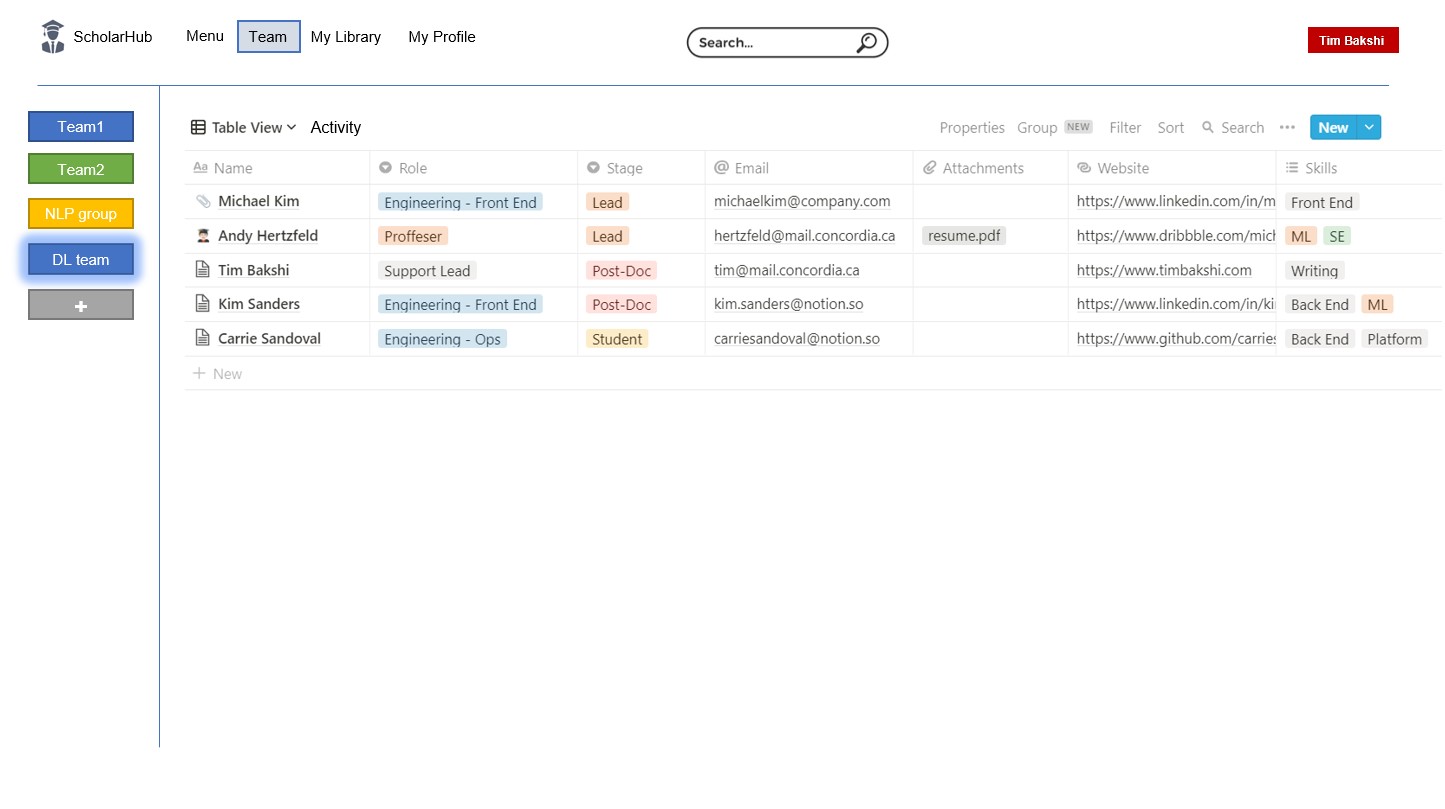 ScholarHub Menu Team My Library My Profile Search... Tim Bakshi
Team1
Team2
NLP group
DL team
+
Table View Activity Properties Group NEW Filter Sort Search ••• New
Aa Name Role Stage @ Email Attachments Website Skills
Michael Kim Engineering - Front End Lead michaelkim@company.com https://www.linkedin.com/in/m Front End
Andy Hertzfeld Proffeser Lead hertzfeld@mail.concordia.ca resume.pdf https://www.dribbble.com/mich ML SE
Tim Bakshi Support Lead Post-Doc tim@mail.concordia.ca https://www.timbakshi.com Writing
Kim Sanders Engineering - Front End Post-Doc kim.sanders@notion.so https://www.linkedin.com/in/ki Back End ML
Carrie Sandoval Engineering - Ops Student carriesandoval@notion.so https://www.github.com/carries Back End Platform
+ New